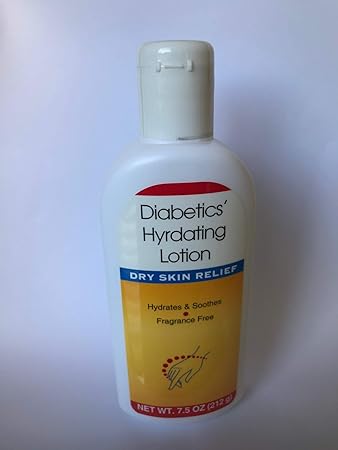 Diabetics'
Hyrdating
Lotion
DRY SKIN RELIEF
Hydrates & Soothes
•
Fragrance Free
NET WT. 7.5 OZ (212 g)